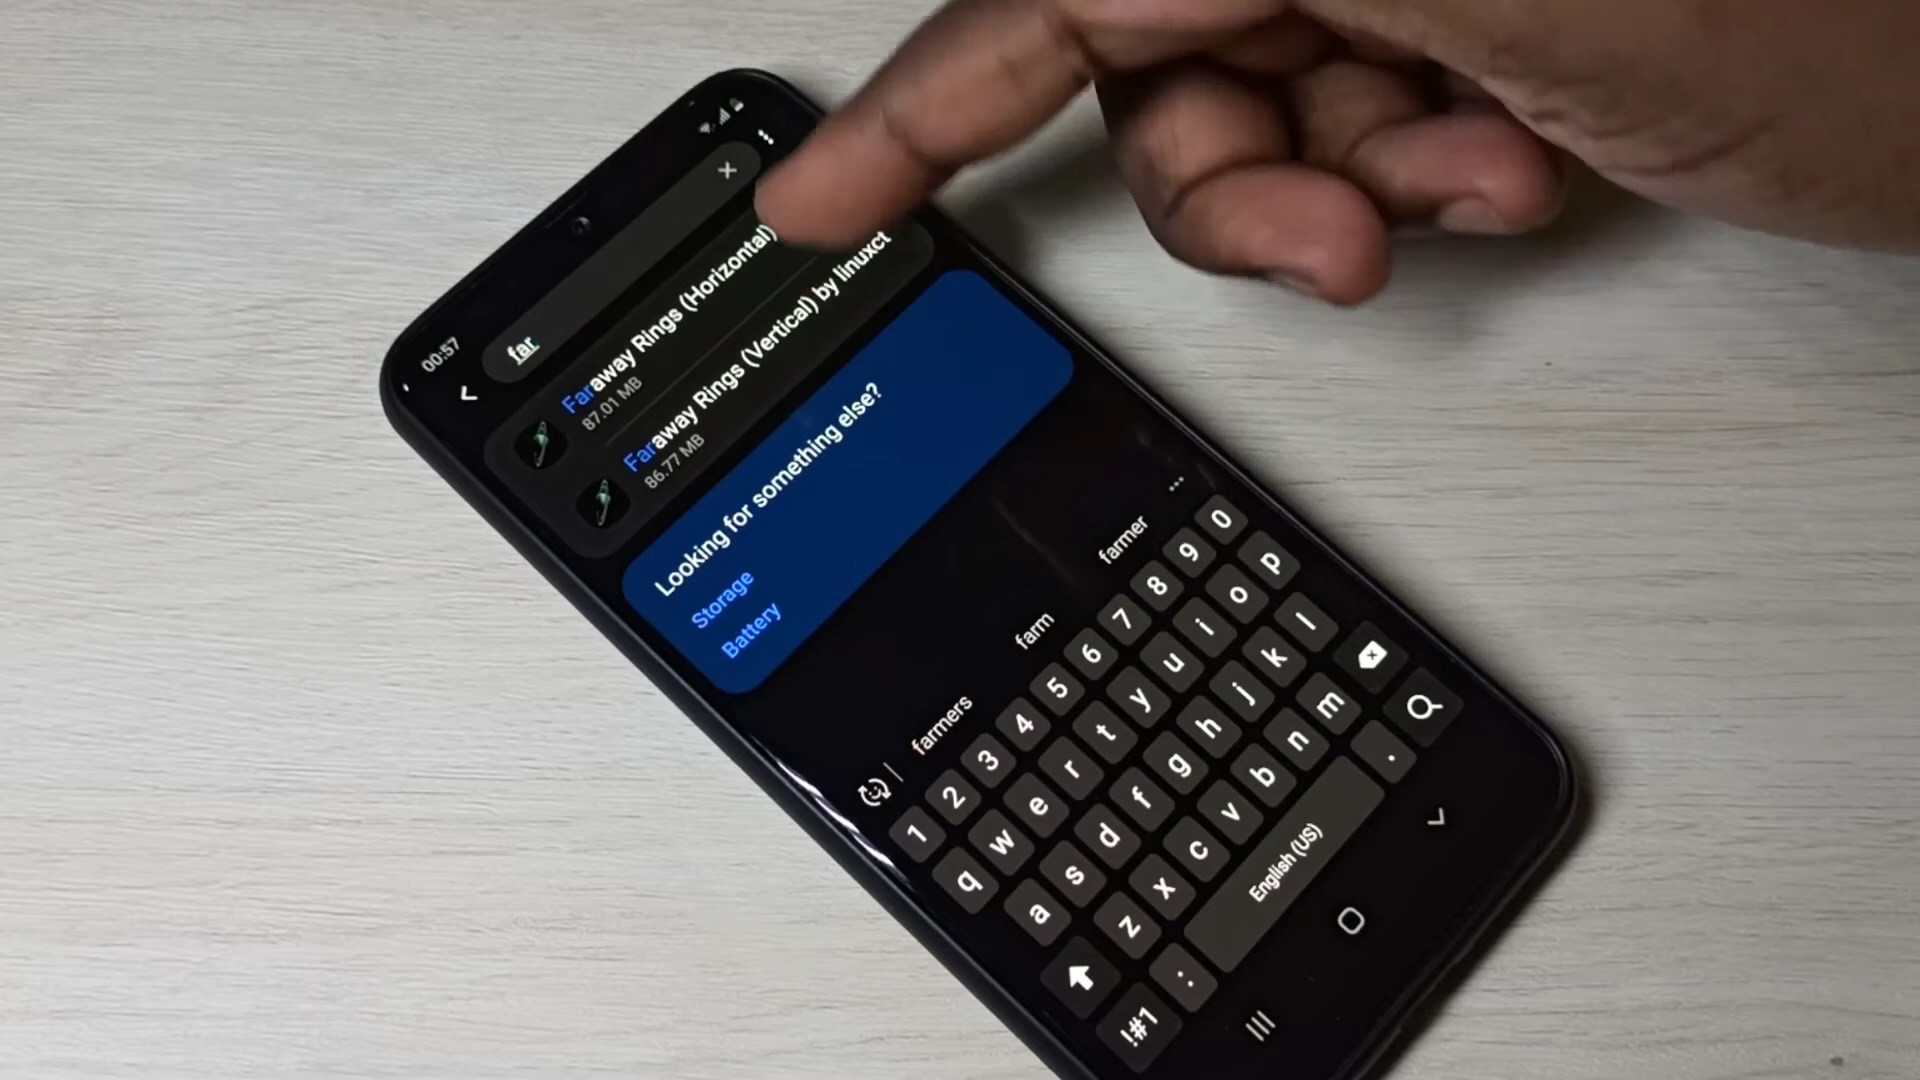 00:57
far
Faraway Rings (Horizontal)
87.01 MB
Faraway Rings (Vertical) by linuxct
86.77 MB
Looking for something else?
Storage
Battery
farmers farm farmer
1 2 3 4 5 6 7 8 9 0
q w e r t y u i o p
a s d f g h j k l
z x c v b n m
!#1 : English (US) .